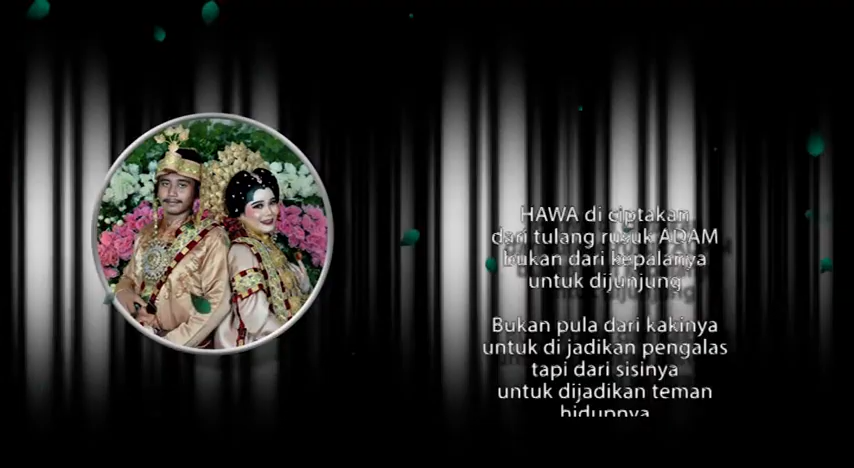 HAWA di ciptakan
dari tulang rusuk ADAM
bukan dari kepalanya
untuk dijunjung
Bukan pula dari kakinya
untuk di jadikan pengalas
tapi dari sisinya
untuk dijadikan teman
hidupnya